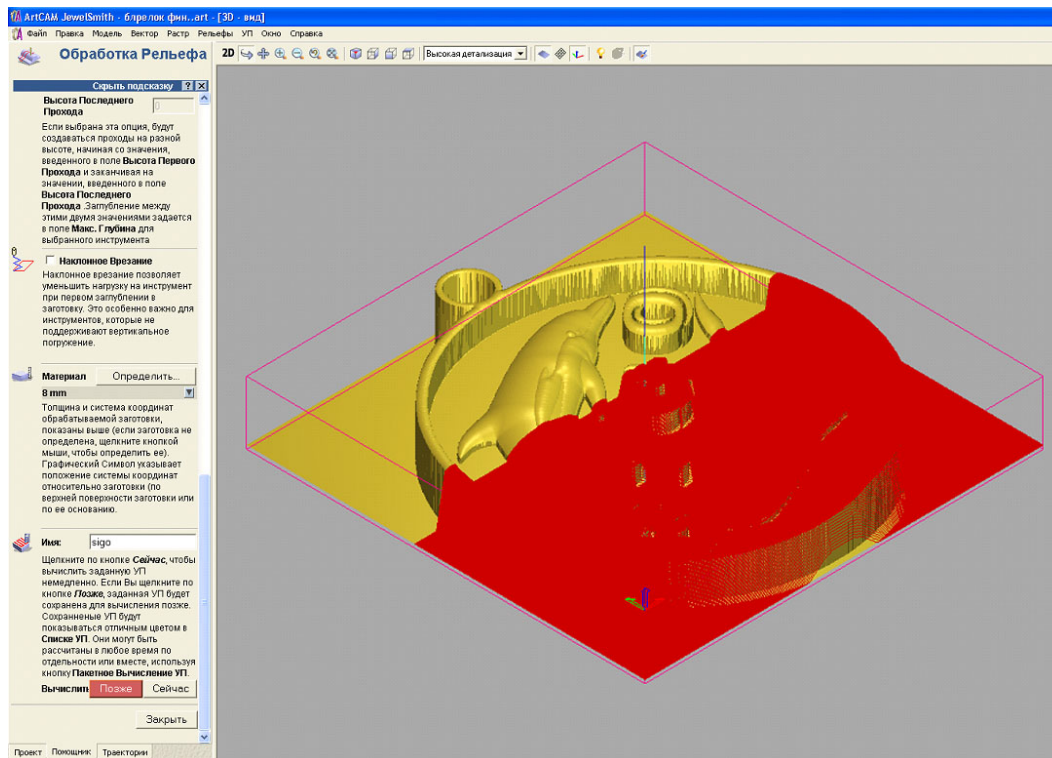 ArtCAM JewelSmith - блрелок фин..art - [3D - вид]
Файл Правка Модель Вектор Растр Рельефы УП Окно Справка
Обработка Рельефа
2D
Высокая детализация
Скрыть подсказку ? X
Высота Последнего
Прохода
0
Если выбрана эта опция, будут
создаваться проходы на разной
высоте, начиная со значения,
введенного в поле Высота Первого
Прохода и заканчивая на
значении, введенного в поле
Высота Последнего
Прохода .Заглубление между
этими двумя значениями задается
в поле Макс. Глубина для
выбранного инструмента
Наклонное Врезание
Наклонное врезание позволяет
уменьшить нагрузку на инструмент
при первом заглублении в
заготовку. Это особенно важно для
инструментов, которые не
поддерживают вертикальное
погружение.
Материал Определить...
8 mm
Толщина и система координат
обрабатываемой заготовки,
показаны выше (если заготовка не
определена, щелкните кнопкой
мыши, чтобы определить ее).
Графический Символ указывает
положение системы координат
относительно заготовки (по
верхней поверхности заготовки или
по ее основанию.
Имя: sigo
Щелкните по кнопке Сейчас, чтобы
вычислить заданную УП
немедленно. Если Вы щелкните по
кнопке Позже, заданная УП будет
сохранена для вычисления позже.
Сохраненные УП будут
показываться отличным цветом в
Списке УП. Они могут быть
рассчитаны в любое время по
отдельности или вместе, используя
кнопку Пакетное Вычисление УП.
Вычислить Позже Сейчас
Закрыть
Проект Помощник Траектории